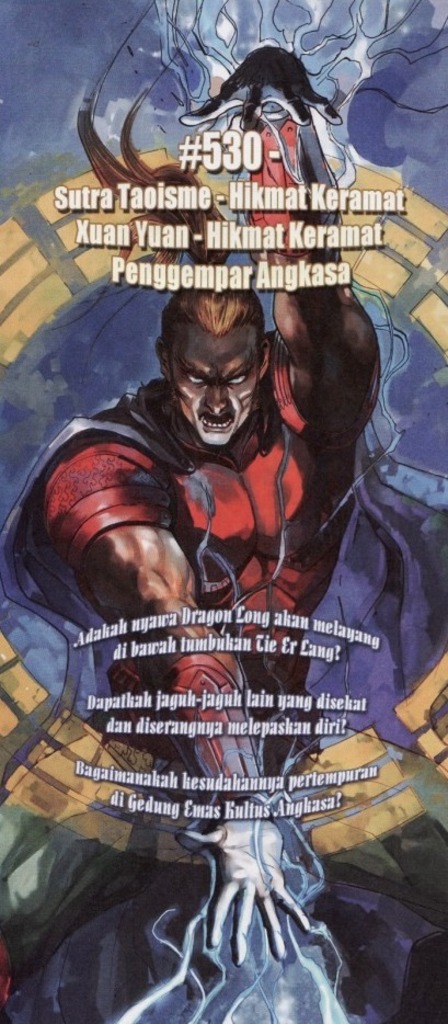 #530 -
Sutra Taoisme - Hikmat Keramat
Xuan Yuan - Hikmat Keramat
Penggempar Angkasa
Adakah nyawa Dragon Long akan melayang
di bawah tumbukan Tie Er Lang?
Dapatkah jaguh-jaguh lain yang disekat
dan diserangnya melepaskan diri?
Bagaimanakah kesudahannya pertempuran
di Gedung Emas Kultus Angkasa?